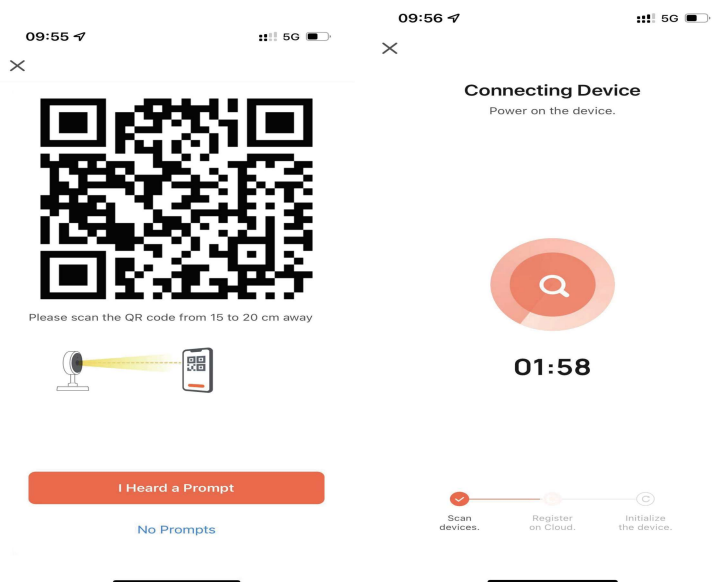 09:55
5G
Please scan the QR code from 15 to 20 cm away
I Heard a Prompt
No Prompts
09:56
5G
Connecting Device
Power on the device.
01:58
Scan
devices.
Register
on Cloud.
Initialize
the device.